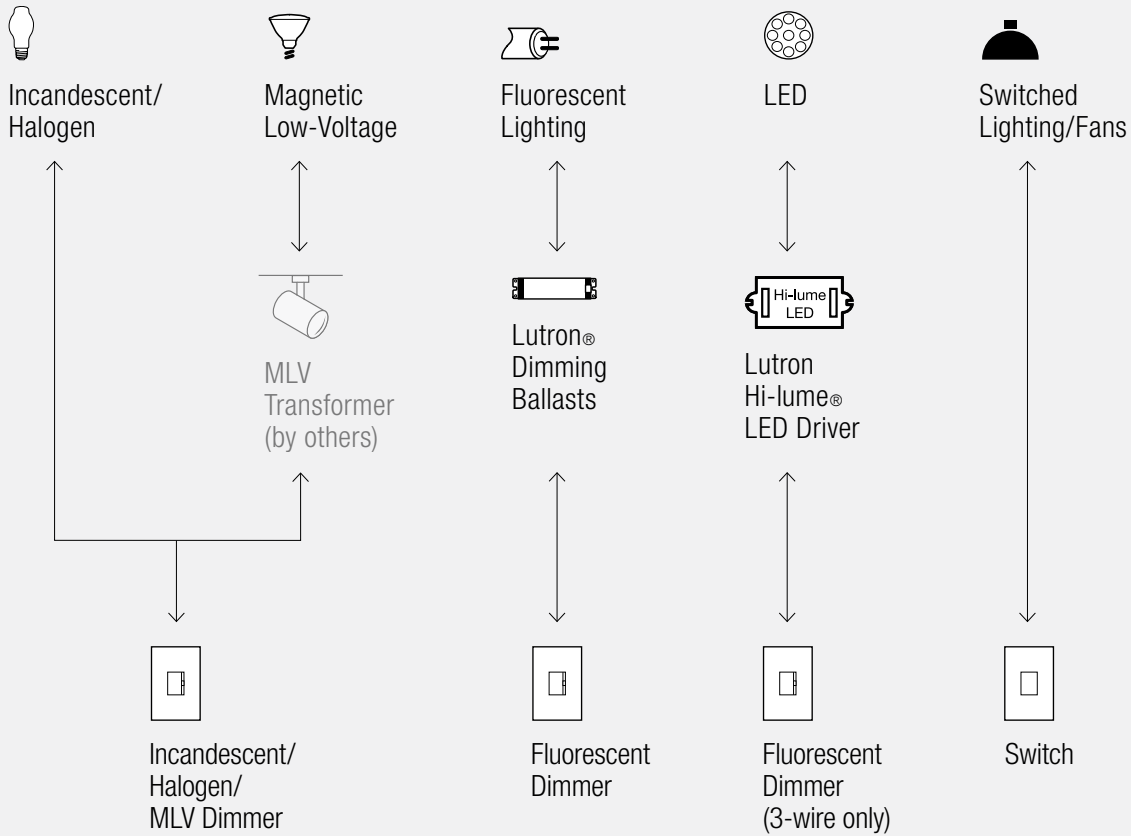 Incandescent/
Halogen
Magnetic
Low-Voltage
Fluorescent
Lighting
LED
Switched
Lighting/Fans
MLV
Transformer
(by others)
Lutron®
Dimming
Ballasts
Hi-lume
LED
Lutron
Hi-lume®
LED Driver
Incandescent/
Halogen/
MLV Dimmer
Fluorescent
Dimmer
Fluorescent
Dimmer
(3-wire only)
Switch